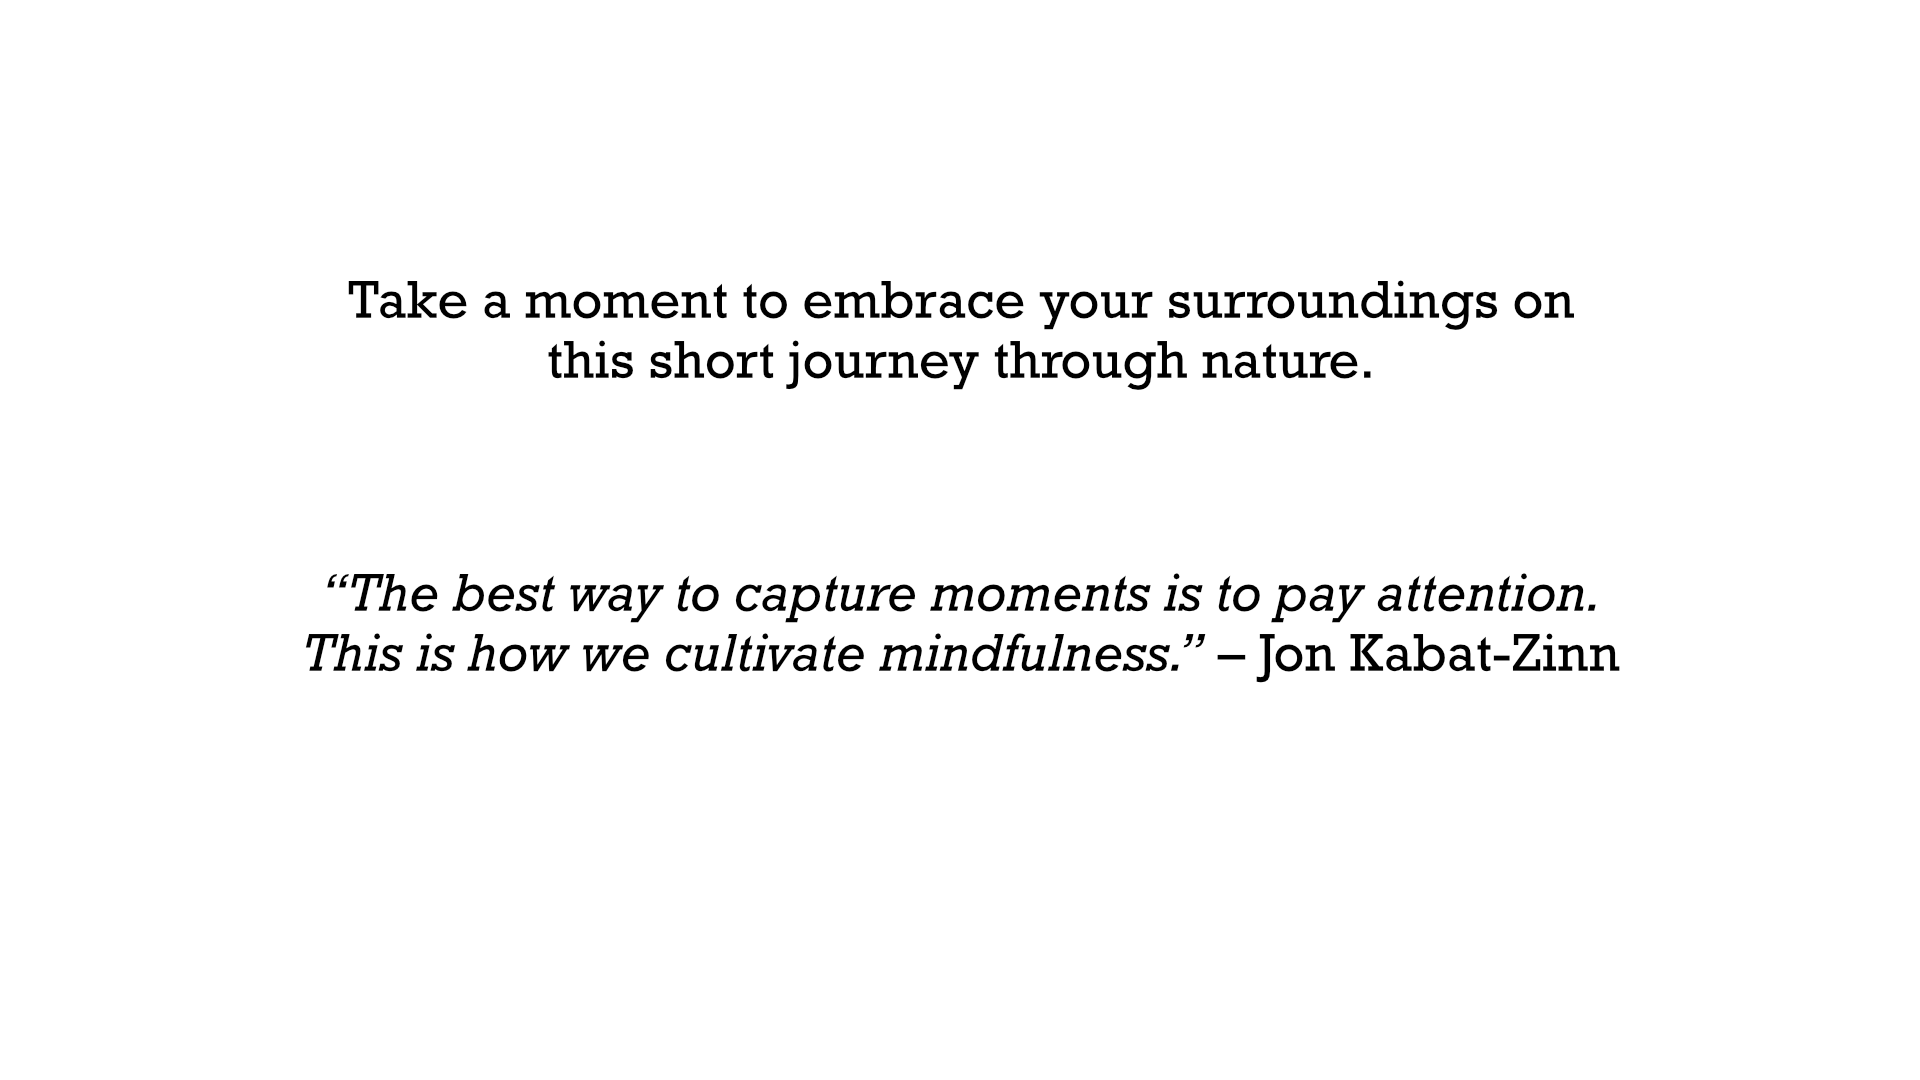 Take a moment to embrace your surroundings on
this short journey through nature.
“The best way to capture moments is to pay attention.
This is how we cultivate mindfulness.” – Jon Kabat-Zinn